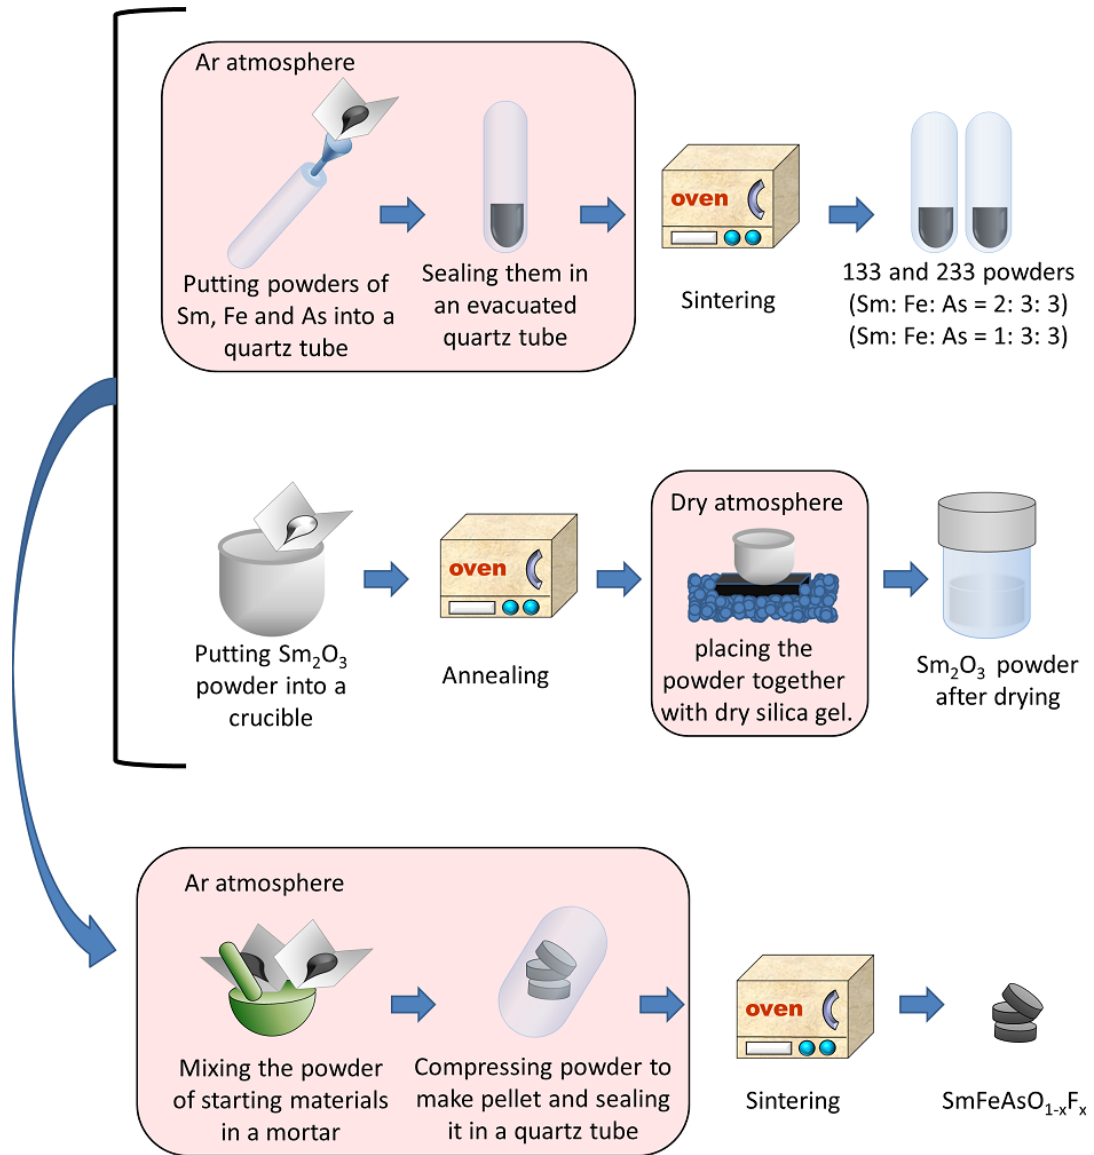 Ar atmosphere
Putting powders of
Sm, Fe and As into a
quartz tube
Sealing them in
an evacuated
quartz tube
oven
Sintering
133 and 233 powders
(Sm: Fe: As = 2: 3: 3)
(Sm: Fe: As = 1: 3: 3)
Putting Sm₂O₃
powder into a
crucible
oven
Annealing
Dry atmosphere
placing the
powder together
with dry silica gel.
Sm₂O₃ powder
after drying
Ar atmosphere
Mixing the powder
of starting materials
in a mortar
Compressing powder to
make pellet and sealing
it in a quartz tube
oven
Sintering
SmFeAsO₁₋ₓFₓ